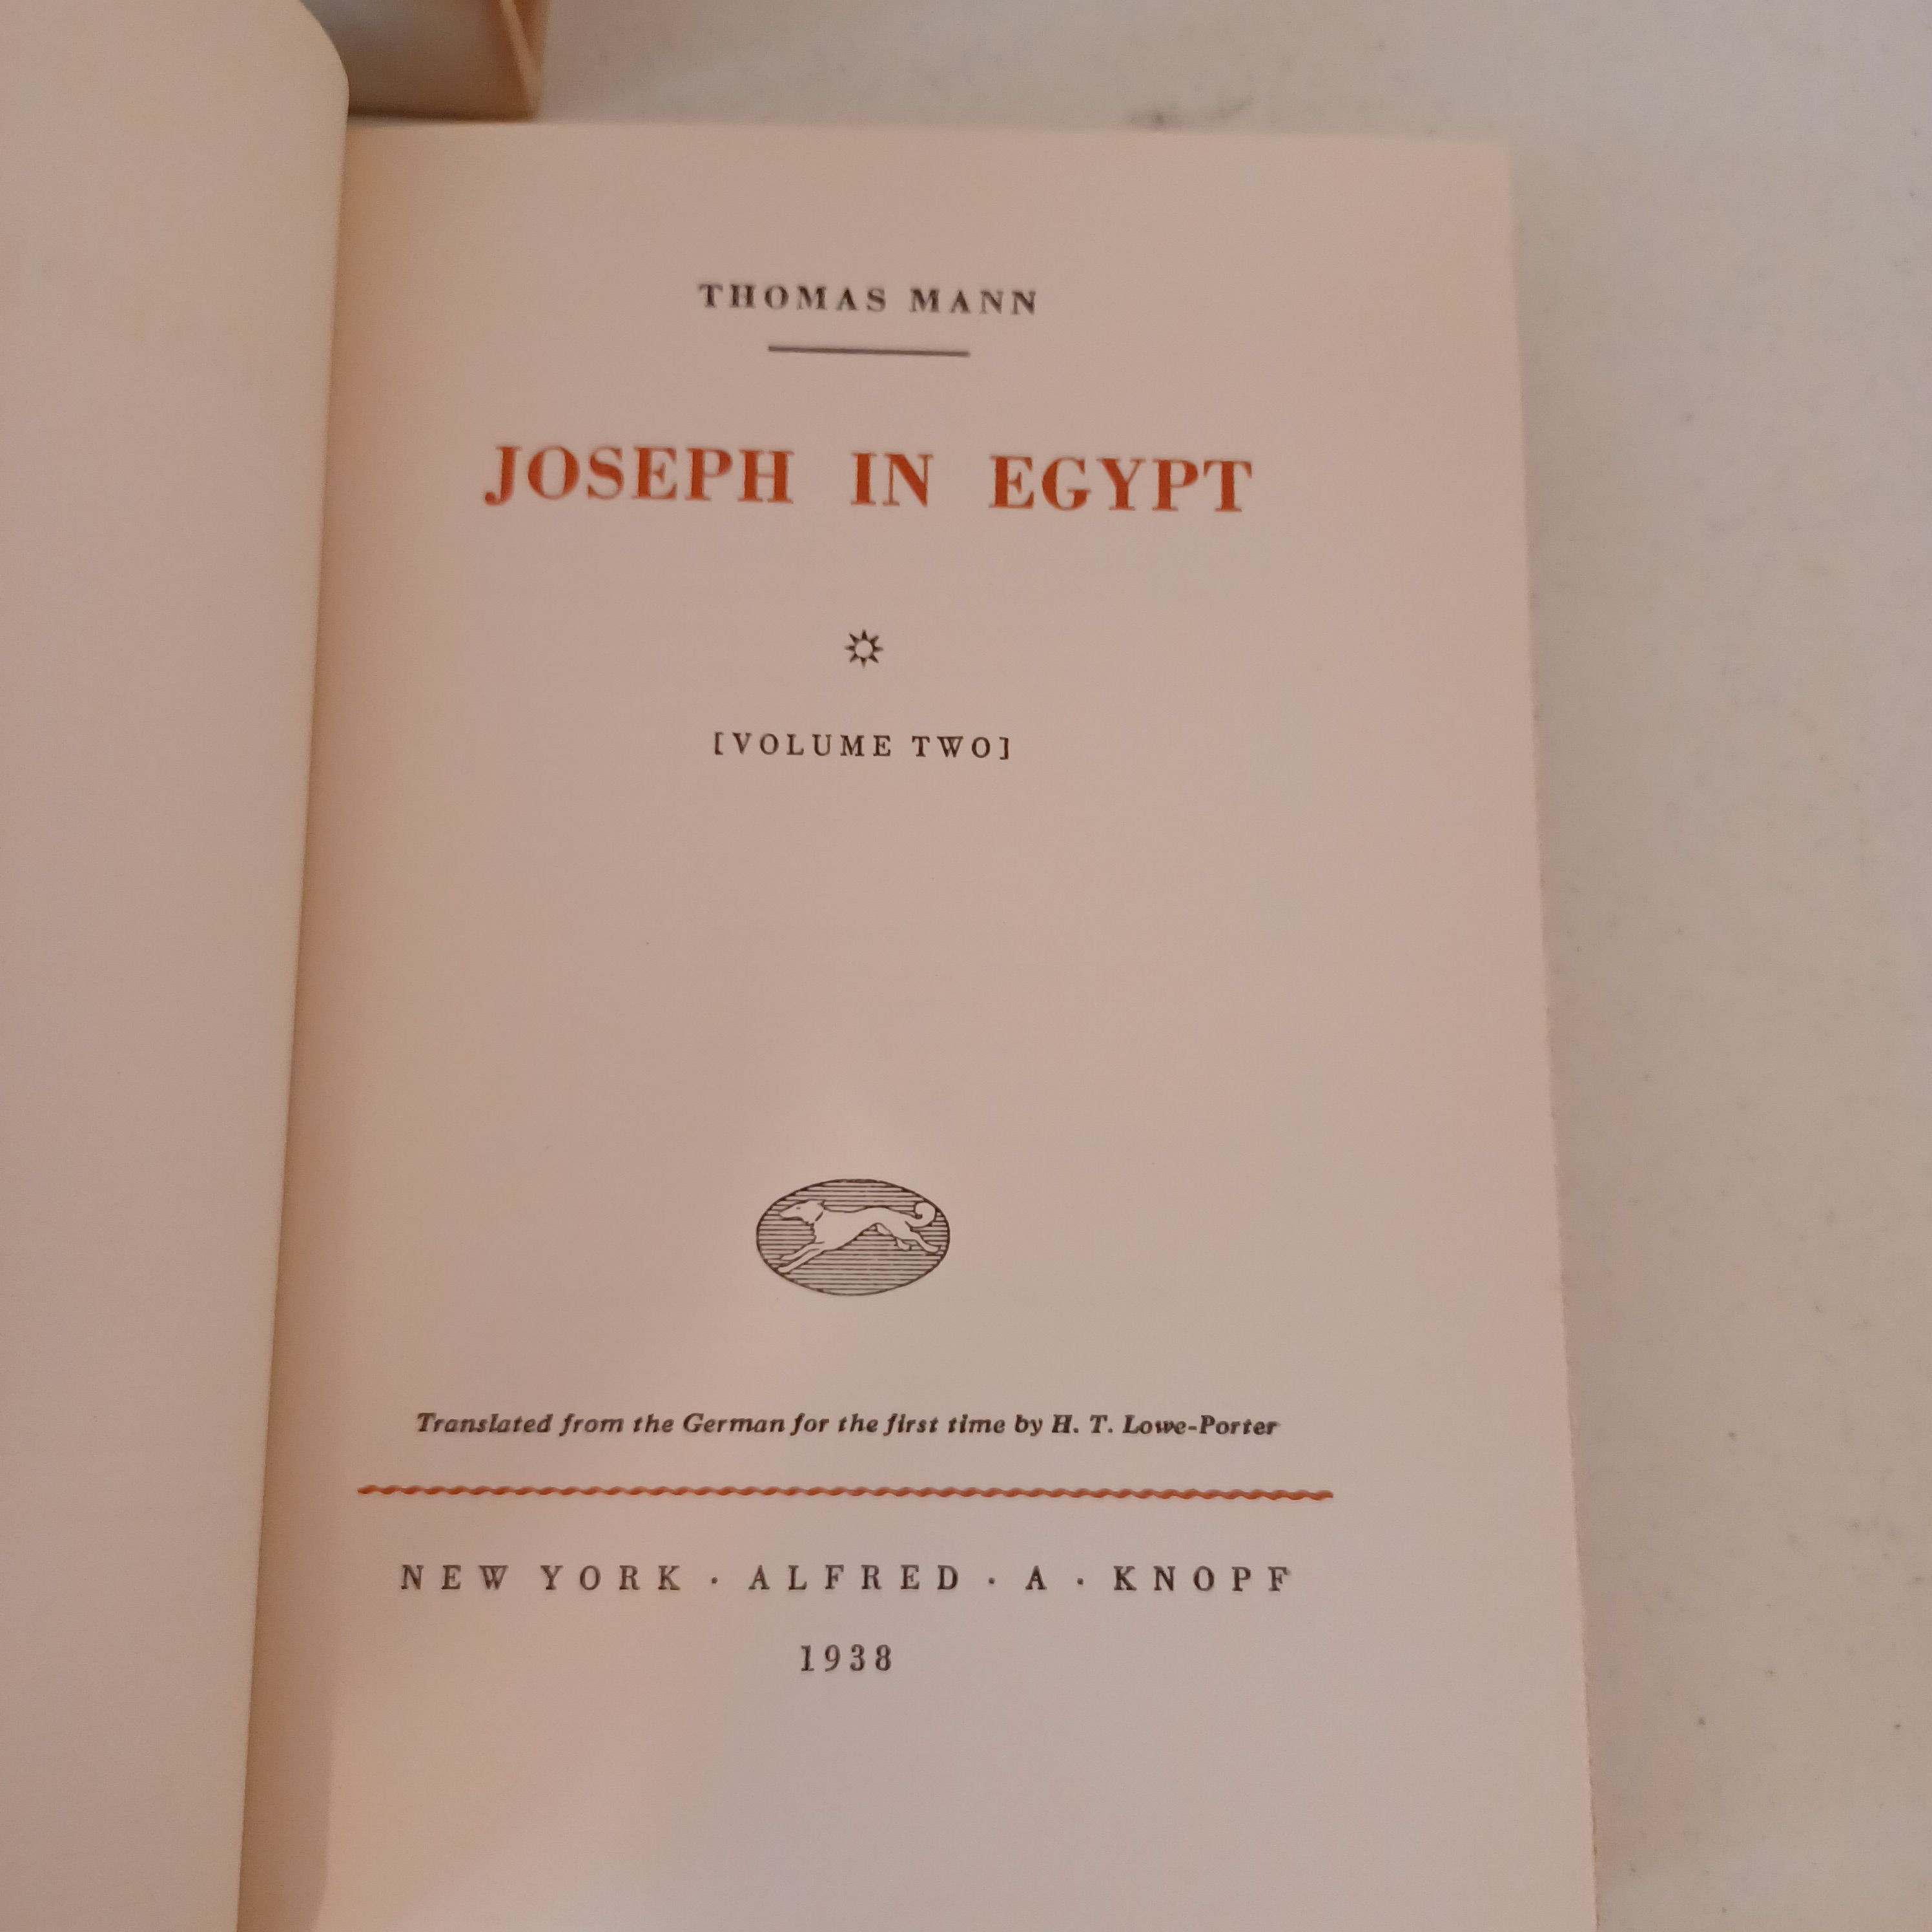 THOMAS MANN
JOSEPH IN EGYPT
[VOLUME TWO]
Translated from the German for the first time by H. T. Lowe-Porter
NEW YORK · ALFRED · A · KNOPF
1938